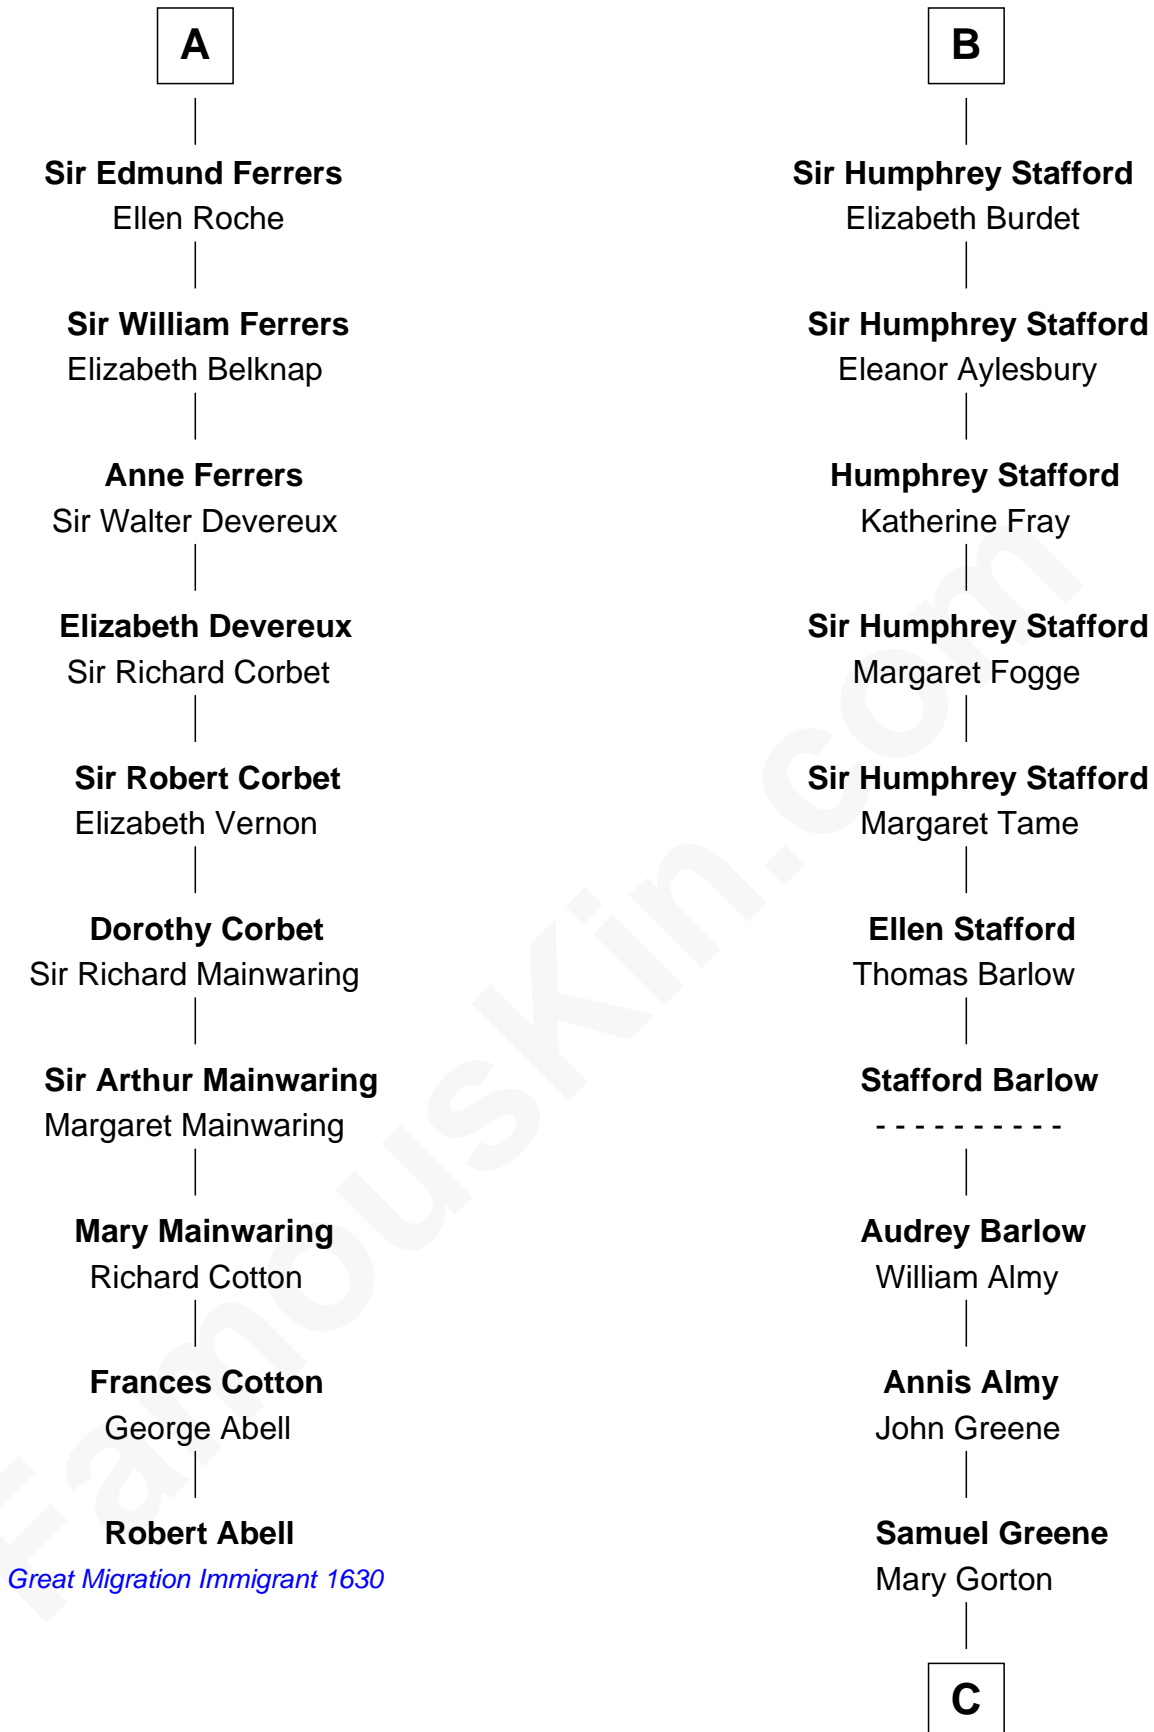 A
Sir Edmund Ferrers
Ellen Roche
Sir William Ferrers
Elizabeth Belknap
Anne Ferrers
Sir Walter Devereux
Elizabeth Devereux
Sir Richard Corbet
Sir Robert Corbet
Elizabeth Vernon
Dorothy Corbet
Sir Richard Mainwaring
Sir Arthur Mainwaring
Margaret Mainwaring
Mary Mainwaring
Richard Cotton
Frances Cotton
George Abell
Robert Abell
Great Migration Immigrant 1630
B
Sir Humphrey Stafford
Elizabeth Burdet
Sir Humphrey Stafford
Eleanor Aylesbury
Humphrey Stafford
Katherine Fray
Sir Humphrey Stafford
Margaret Fogge
Sir Humphrey Stafford
Margaret Tame
Ellen Stafford
Thomas Barlow
Stafford Barlow
- - - - - - - - - -
Audrey Barlow
William Almy
Annis Almy
John Greene
Samuel Greene
Mary Gorton
C
FamousKin.com